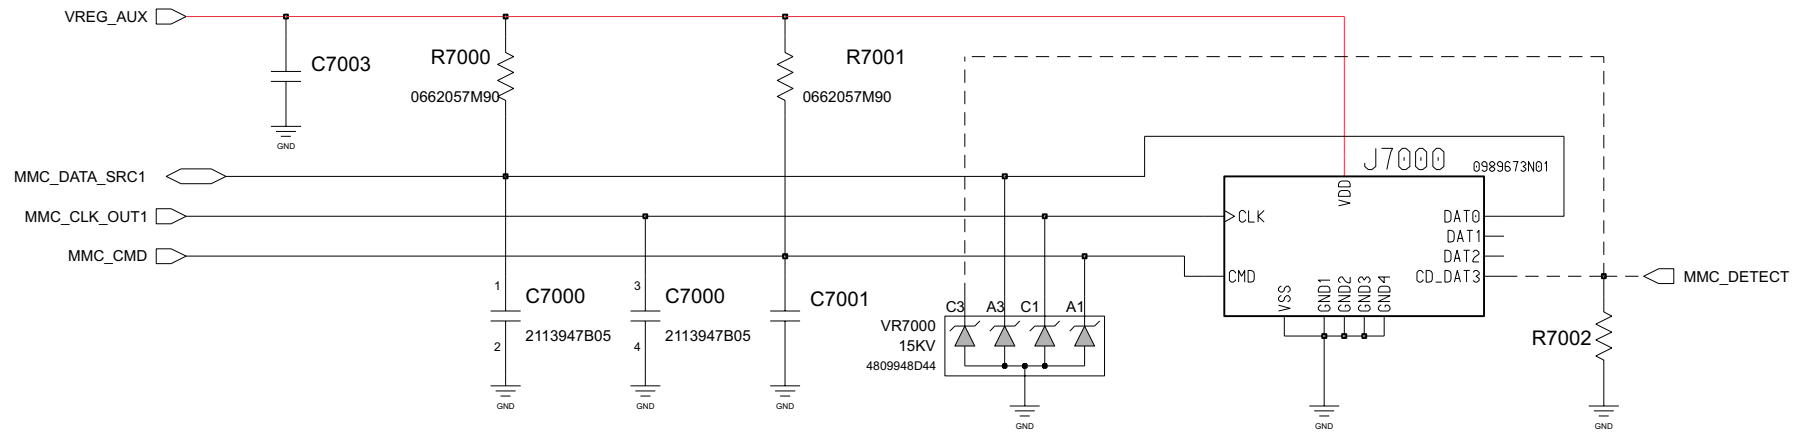 VREG_AUX
C7003
R7000
R7001
0662057M90
0662057M90
GND
J7000
0989673N01
MMC_DATA_SRC1
VDD
MMC_CLK_OUT1
CLK
DAT0
DAT1
MMC_CMD
DAT2
CMD
CD_DAT3
MMC_DETECT
VSS
GND1
GND2
GND3
GND4
1
C7000
2113947B05
2
3
C7000
2113947B05
4
C7001
C3
A3
C1
A1
VR7000
15KV
4809948D44
R7002
GND
GND
GND
GND
GND
GND